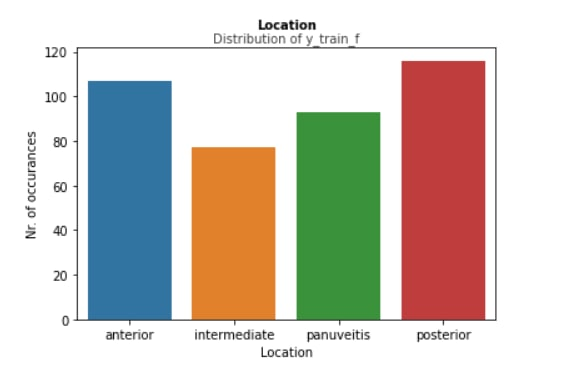 Location
Distribution of y_train_f
120
100
80
60
40
20
0
Nr. of occurances
anterior intermediate panuveitis posterior
Location